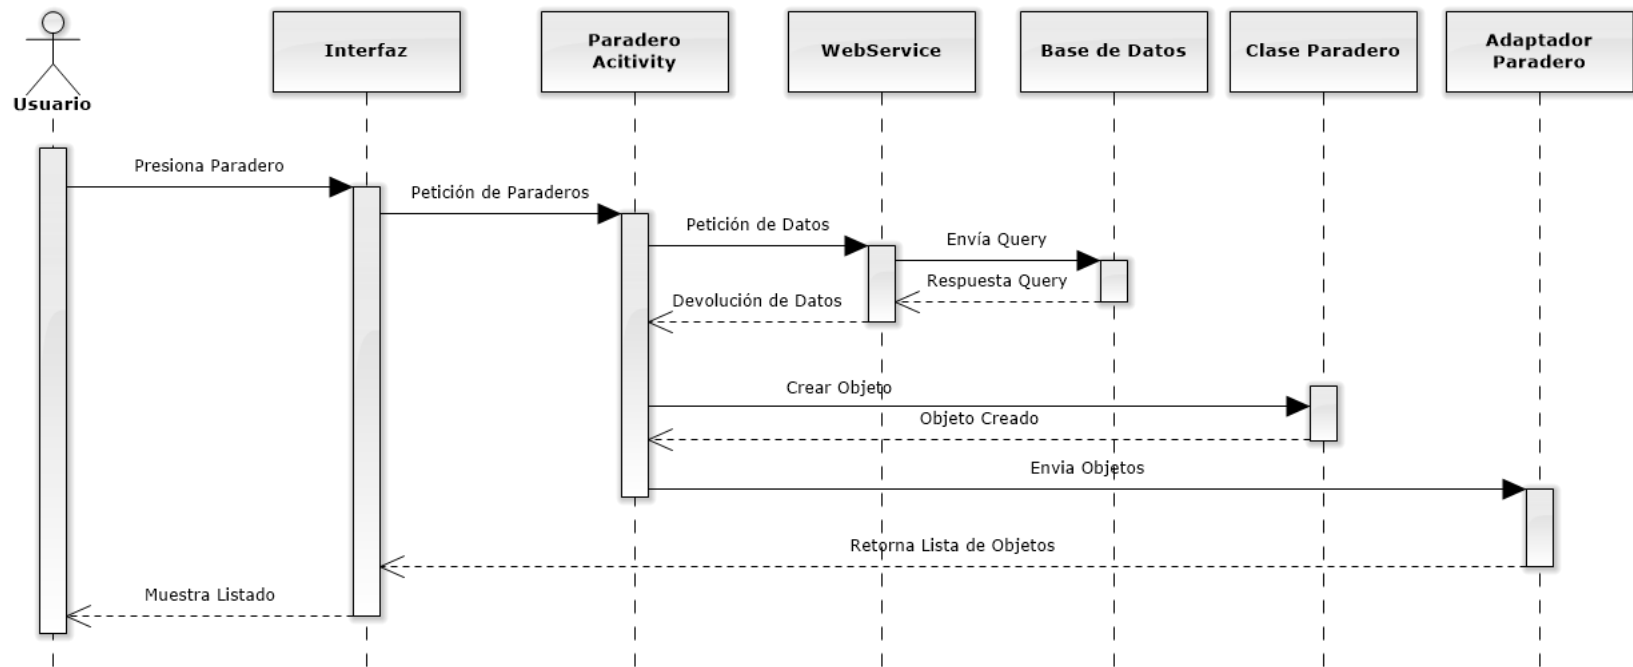 Usuario
Interfaz
Paradero
Acitivity
WebService
Base de Datos
Clase Paradero
Adaptador
Paradero
Presiona Paradero
Petición de Paraderos
Petición de Datos
Envía Query
Respuesta Query
Devolución de Datos
Crear Objeto
Objeto Creado
Envia Objetos
Retorna Lista de Objetos
Muestra Listado